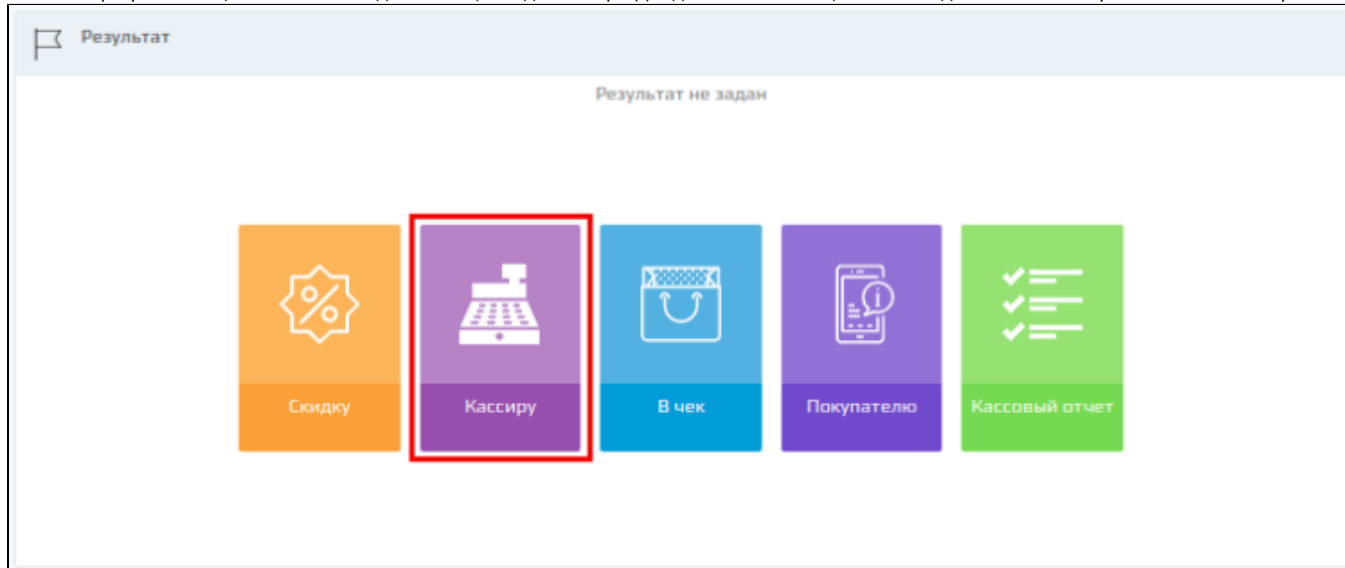 Результат
Результат не задан
Скидку
Кассиру
В чек
Покупателю
Кассовый отчет